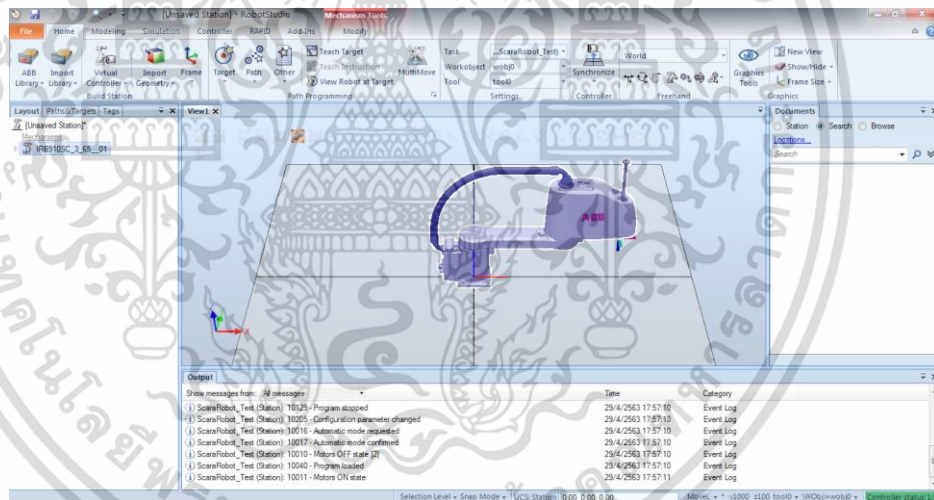 [Unsaved Station] - RobotStudio
Mechanism Tools
File Home Modeling Simulation Controller RAPID Add-Ins Modify
ABB Library
Import Library
Virtual Controller
Import Geometry
Frame
Build Station
Target
Path
Other
Teach Target
Teach Instruction
View Robot at Target
MultiMove
Path Programming
Task ...ScaraRobot_Test)
Workobject wobj0
Tool tool0
Settings
Synchronize
Controller
World
Freehand
Graphics Tools
New View
Show/Hide
Frame Size
Graphics
Layout Paths&Targets Tags
[Unsaved Station]*
Mechanisms
IRB910SC_3_65__01
View1
ABB
X
Documents
Station Search Browse
Locations...
Search
Output
Show messages from: All messages Time Category
ScaraRobot_Test (Station): 10129 - Program stopped 29/4/2563 17:57:10 Event Log
ScaraRobot_Test (Station): 10205 - Configuration parameter changed 29/4/2563 17:57:10 Event Log
ScaraRobot_Test (Station): 10016 - Automatic mode requested 29/4/2563 17:57:10 Event Log
ScaraRobot_Test (Station): 10017 - Automatic mode confirmed 29/4/2563 17:57:10 Event Log
ScaraRobot_Test (Station): 10010 - Motors OFF state [2] 29/4/2563 17:57:10 Event Log
ScaraRobot_Test (Station): 10040 - Program loaded 29/4/2563 17:57:10 Event Log
ScaraRobot_Test (Station): 10011 - Motors ON state 29/4/2563 17:57:11 Event Log
Selection Level Snap Mode UCS: Station 0.00 0.00 0.00 MoveL * v1000 z100 tool0 \WObj:=wobj0 Controller status: 1/1